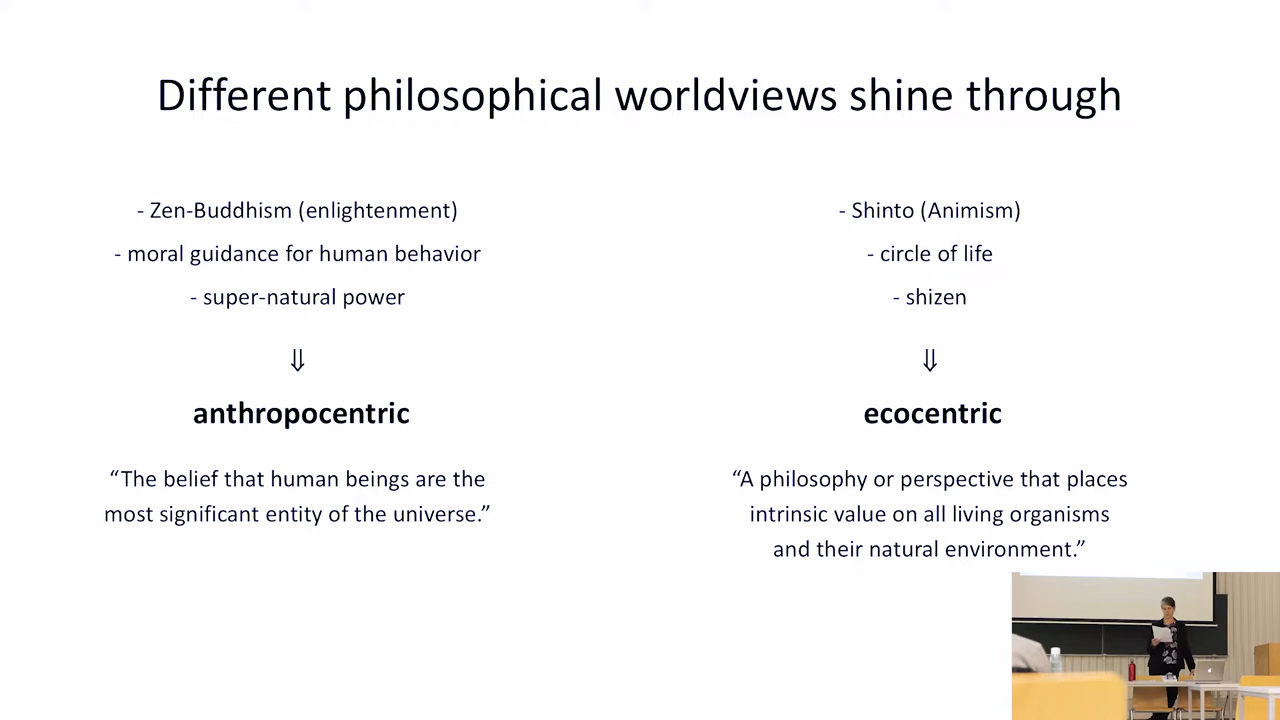 Different philosophical worldviews shine through
- Zen-Buddhism (enlightenment)
- moral guidance for human behavior
- super-natural power
⇓
anthropocentric
“The belief that human beings are the
most significant entity of the universe.”
- Shinto (Animism)
- circle of life
- shizen
⇓
ecocentric
“A philosophy or perspective that places
intrinsic value on all living organisms
and their natural environment.”